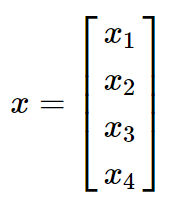 x = [x₁
x₂
x₃
x₄]